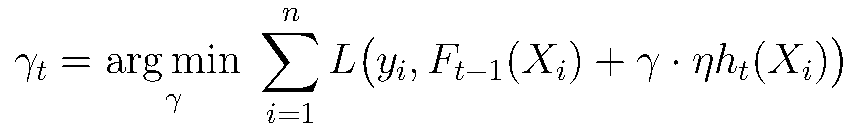 γ_t = arg min_γ ∑_{i=1}^{n} L(y_i, F_{t−1}(X_i) + γ · ηh_t(X_i))